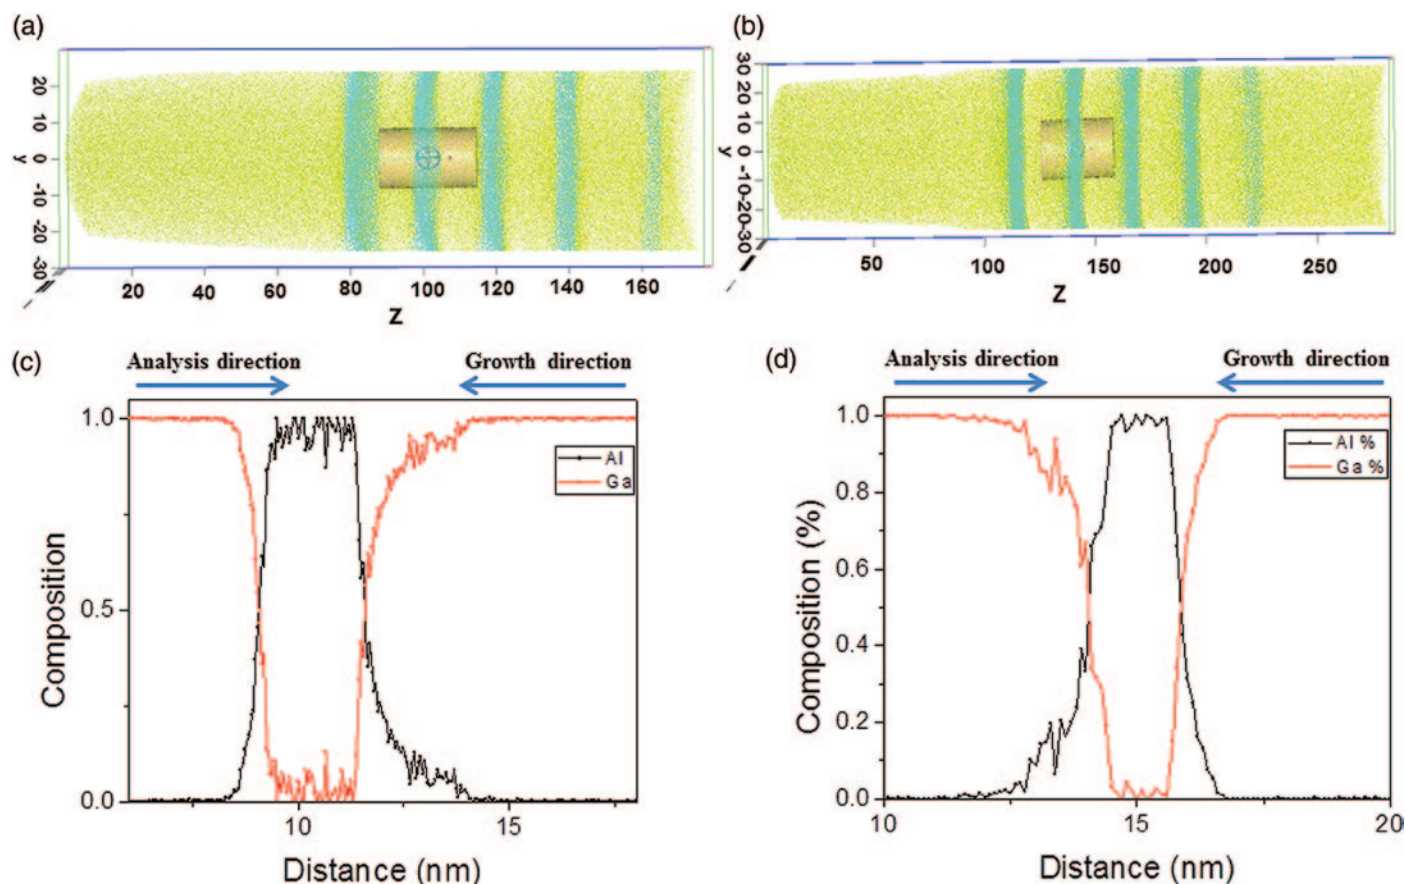 (a)
(b)
20
10
0
-10
-20
-30
y
20 40 60 80 100 120 140 160
Z
30
20
10
0
-10
-20
-30
y
50 100 150 200 250
Z
(c)
Analysis direction
Growth direction
1.0
0.5
0.0
Composition
Al
Ga
10 15
Distance (nm)
(d)
Analysis direction
Growth direction
1.0
0.8
0.6
0.4
0.2
0.0
Composition (%)
Al %
Ga %
10 15 20
Distance (nm)